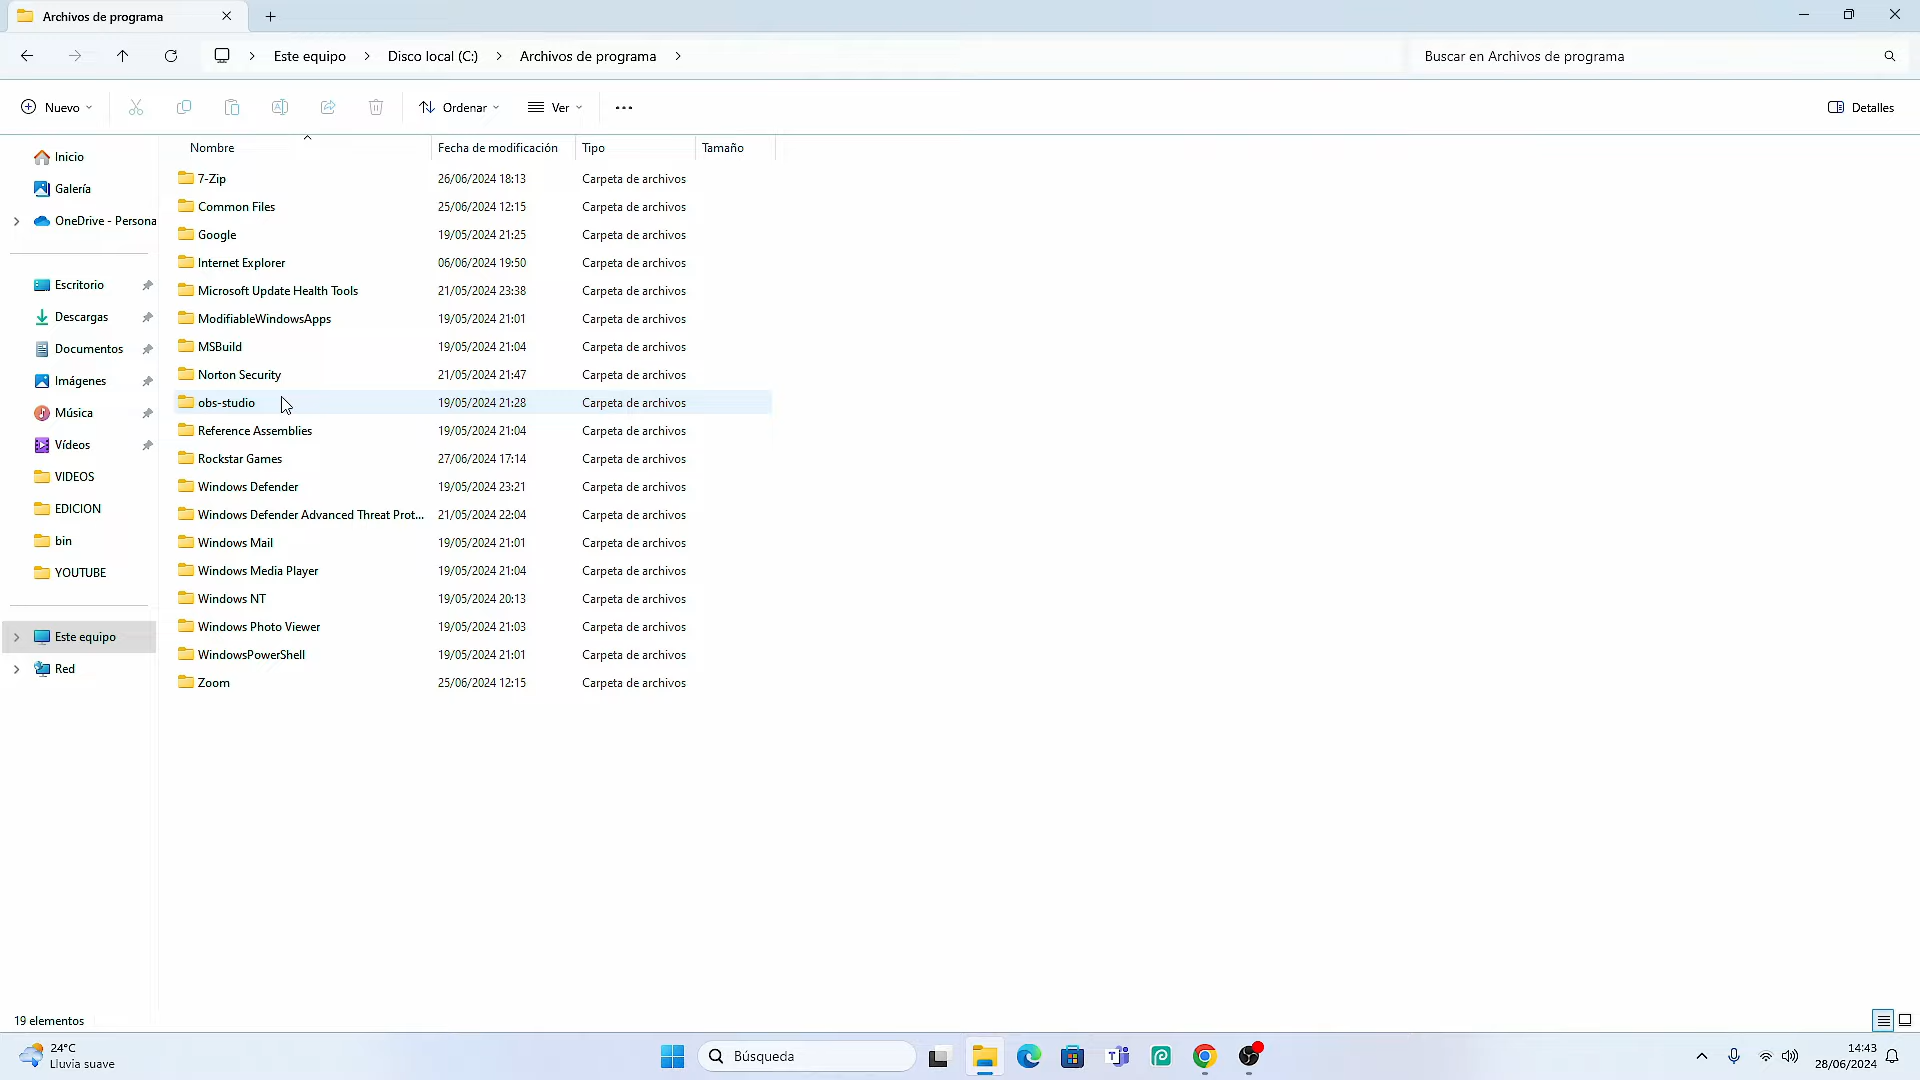 Archivos de programa
Este equipo Disco local (C:) Archivos de programa
Buscar en Archivos de programa
Nuevo Ordenar Ver Detalles
Nombre Fecha de modificación Tipo Tamaño
Inicio
Galería
OneDrive - Persona
Escritorio
Descargas
Documentos
Imágenes
Música
Vídeos
VIDEOS
EDICION
bin
YOUTUBE
Este equipo
Red
7-Zip 26/06/2024 18:13 Carpeta de archivos
Common Files 25/06/2024 12:15 Carpeta de archivos
Google 19/05/2024 21:25 Carpeta de archivos
Internet Explorer 06/06/2024 19:50 Carpeta de archivos
Microsoft Update Health Tools 21/05/2024 23:38 Carpeta de archivos
ModifiableWindowsApps 19/05/2024 21:01 Carpeta de archivos
MSBuild 19/05/2024 21:04 Carpeta de archivos
Norton Security 21/05/2024 21:47 Carpeta de archivos
obs-studio 19/05/2024 21:28 Carpeta de archivos
Reference Assemblies 19/05/2024 21:04 Carpeta de archivos
Rockstar Games 27/06/2024 17:14 Carpeta de archivos
Windows Defender 19/05/2024 23:21 Carpeta de archivos
Windows Defender Advanced Threat Prot... 21/05/2024 22:04 Carpeta de archivos
Windows Mail 19/05/2024 21:01 Carpeta de archivos
Windows Media Player 19/05/2024 21:04 Carpeta de archivos
Windows NT 19/05/2024 20:13 Carpeta de archivos
Windows Photo Viewer 19/05/2024 21:03 Carpeta de archivos
WindowsPowerShell 19/05/2024 21:01 Carpeta de archivos
Zoom 25/06/2024 12:15 Carpeta de archivos
19 elementos
24°C
Lluvia suave
Búsqueda
14:43
28/06/2024